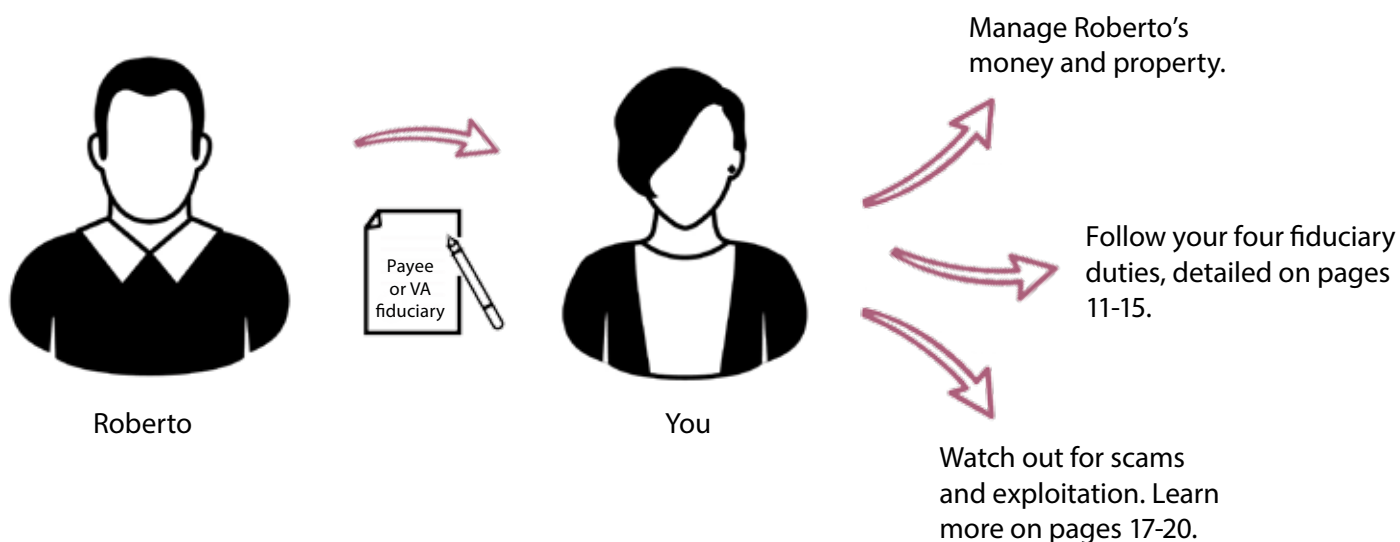 Manage Roberto’s
money and property.
Payee
or VA
fiduciary
Follow your four fiduciary
duties, detailed on pages
11-15.
Roberto
You
Watch out for scams
and exploitation. Learn
more on pages 17-20.